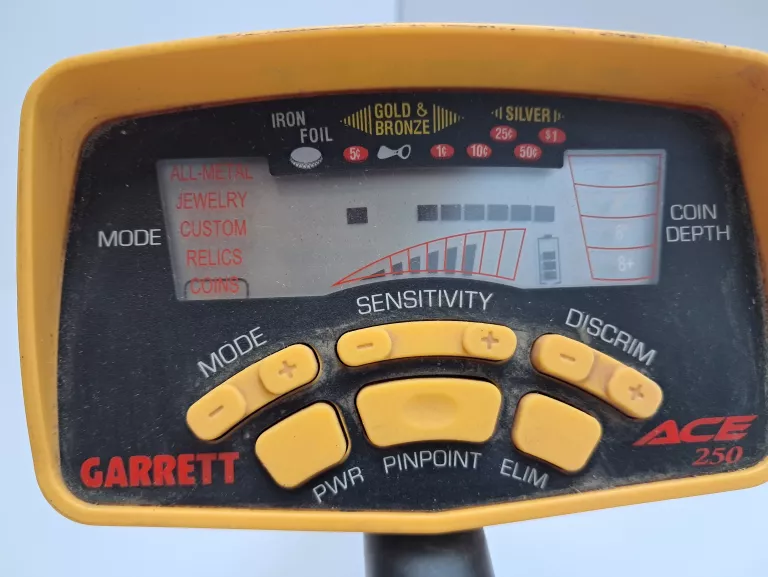 IRON
FOIL
GOLD &
BRONZE
SILVER
25¢ $1
5¢ 1¢ 10¢ 50¢
ALL-METAL
JEWELRY
CUSTOM
RELICS
COINS
MODE
COIN
DEPTH
8+
SENSITIVITY
MODE
DISCRIM
- +
- +
- +
GARRETT
PWR
PINPOINT
ELIM
ACE
250